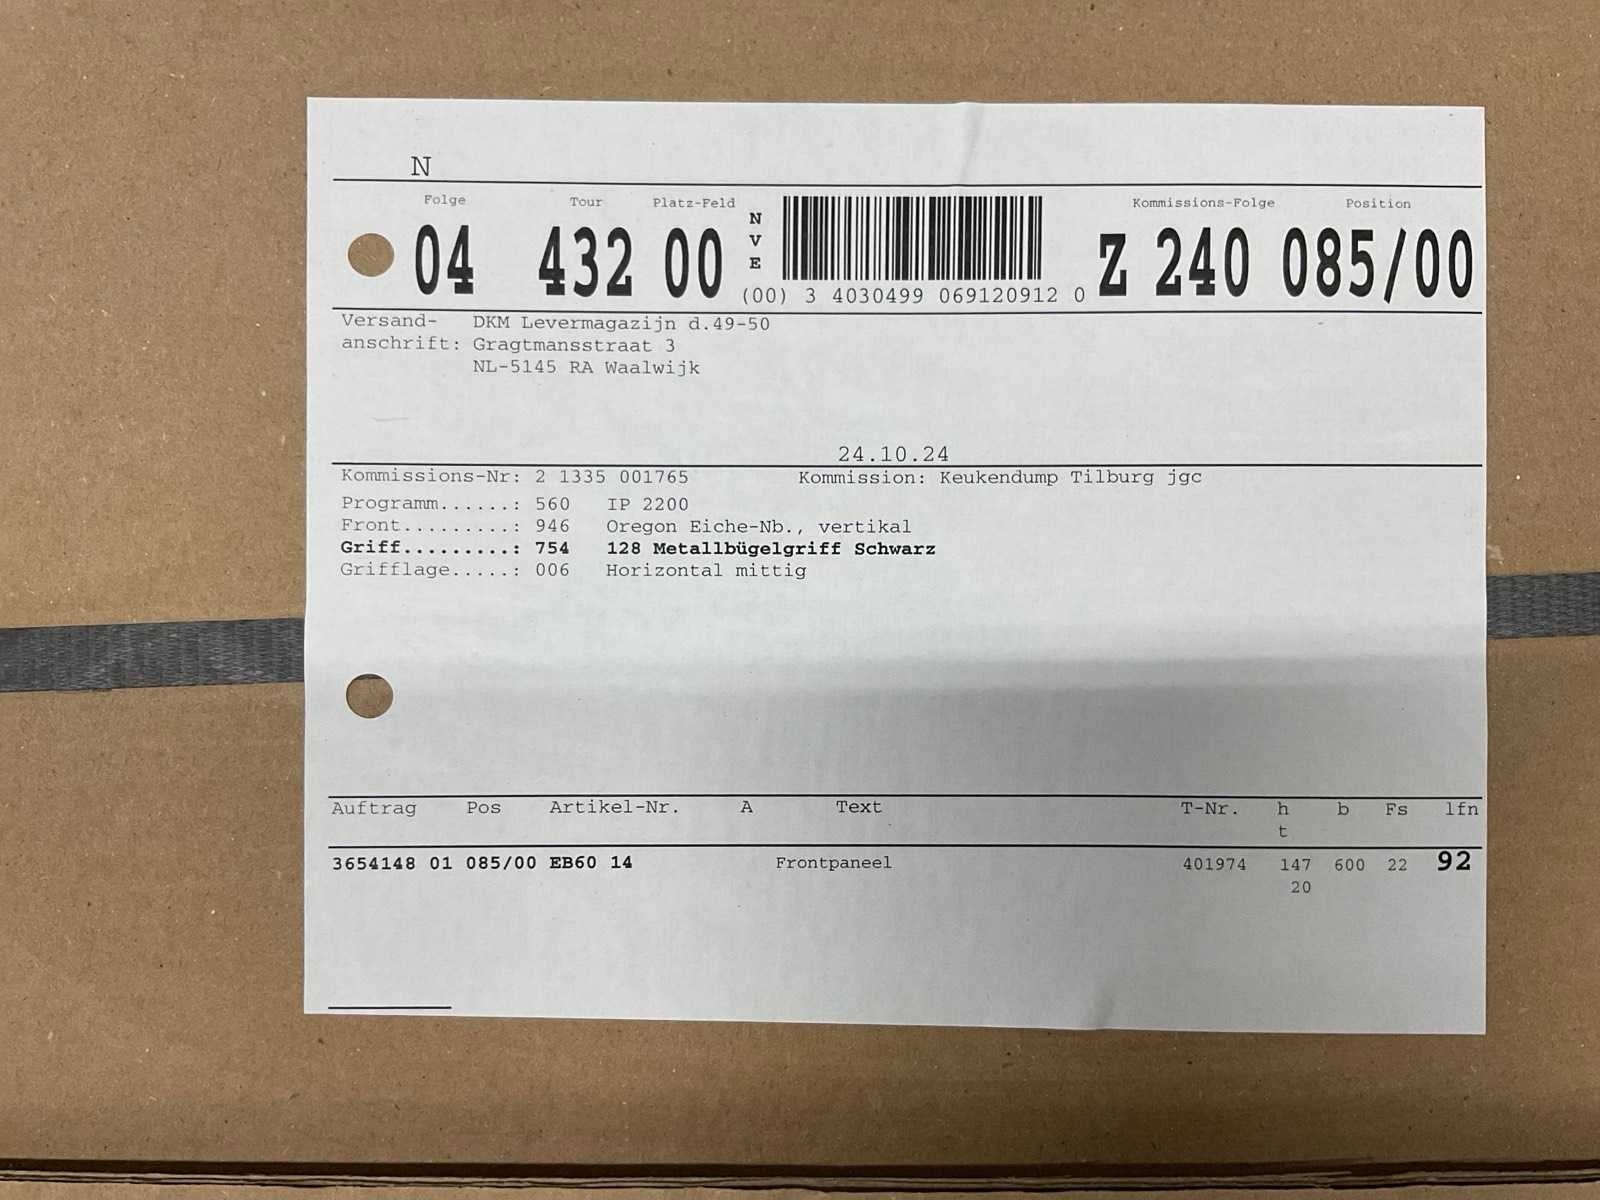 N
Folge Tour Platz-Feld Kommissions-Folge Position
04 432 00 NVE Z 240 085/00
(00) 3 4030499 069120912 0
Versand- DKM Levermagazijn d.49-50
anschrift: Gragtmansstraat 3
NL-5145 RA Waalwijk
24.10.24
Kommissions-Nr: 2 1335 001765 Kommission: Keukendump Tilburg jgc
Programm......: 560 IP 2200
Front.........: 946 Oregon Eiche-Nb., vertikal
Griff.........: 754 128 Metallbügelgriff Schwarz
Grifflage.....: 006 Horizontal mittig
Auftrag Pos Artikel-Nr. A Text T-Nr. h b Fs lfn
t
3654148 01 085/00 EB60 14 Frontpaneel 401974 147 600 22 92
20